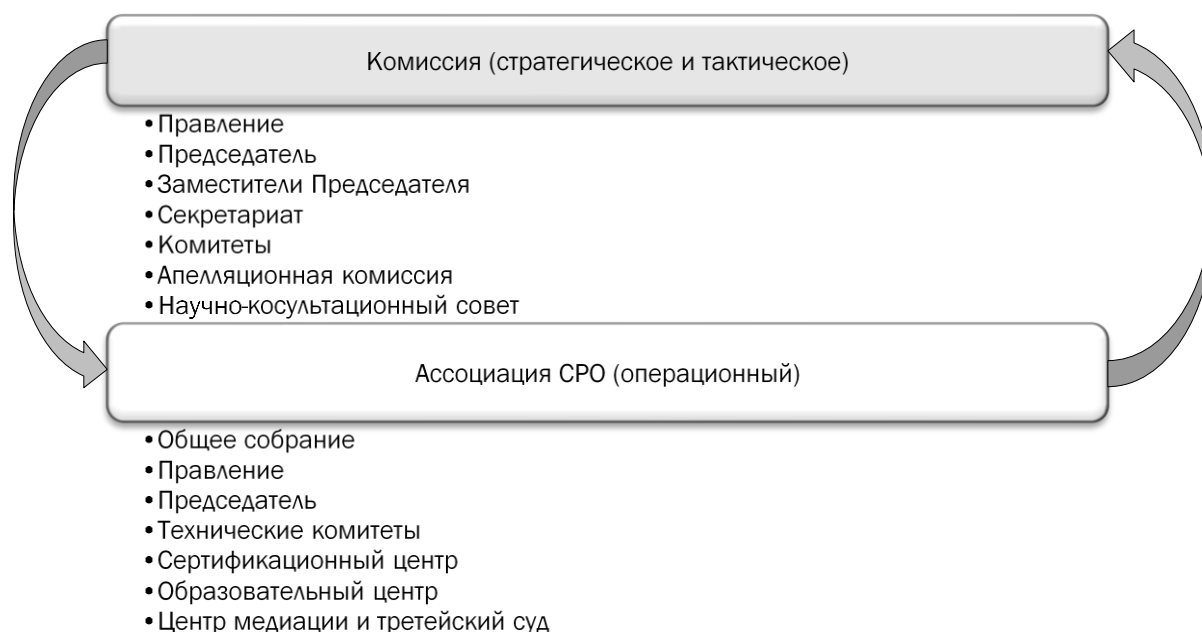 Комиссия (стратегическое и тактическое)
•Правление
•Председатель
•Заместители Председателя
•Секретариат
•Комитеты
•Апелляционная комиссия
•Научно-косультационный совет
Ассоциация СРО (операционный)
•Общее собрание
•Правление
•Председатель
•Технические комитеты
•Сертификационный центр
•Образовательный центр
•Центр медиации и третейский суд